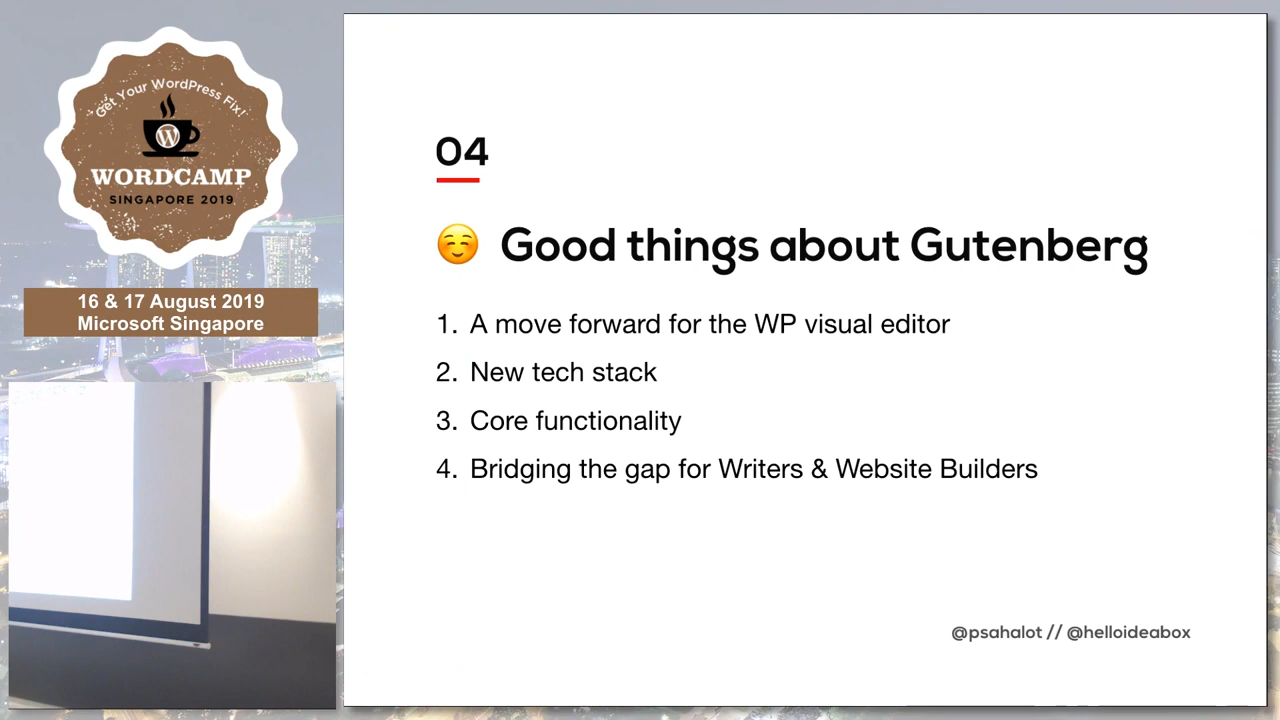 Get Your WordPress Fix!
WORDCAMP
SINGAPORE 2019
16 & 17 August 2019
Microsoft Singapore
04
☺️ Good things about Gutenberg
1. A move forward for the WP visual editor
2. New tech stack
3. Core functionality
4. Bridging the gap for Writers & Website Builders
@psahalot // @helloideabox